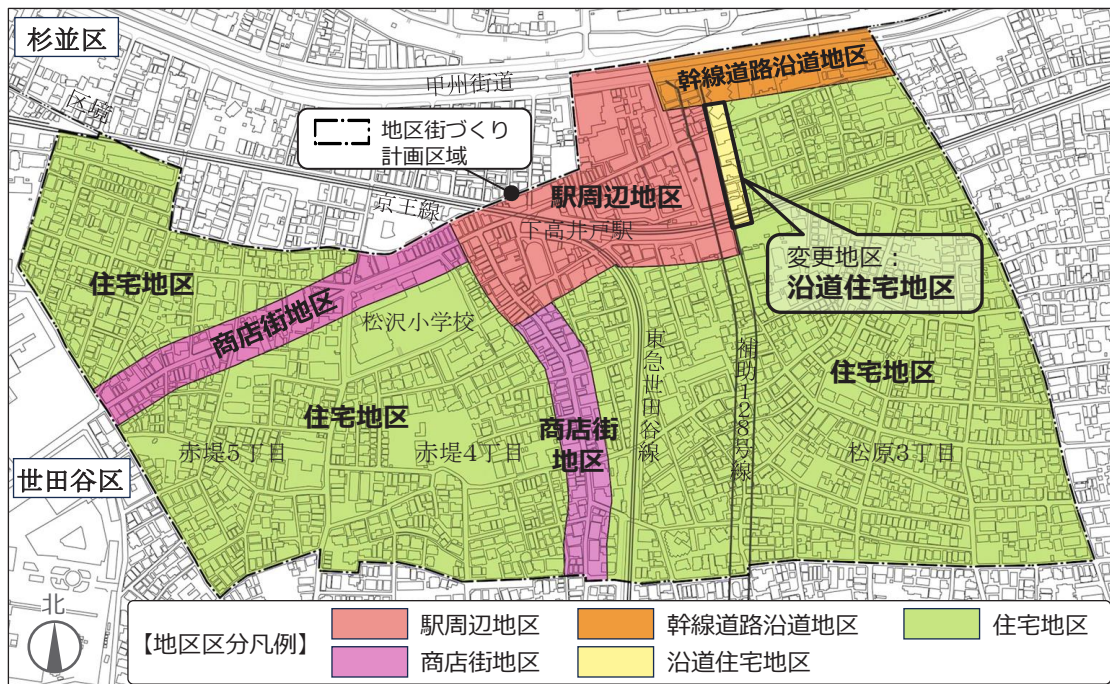 杉並区
区境
甲州街道
幹線道路沿道地区
地区街づくり
計画区域
京王線
駅周辺地区
下高井戸駅
変更地区：
沿道住宅地区
住宅地区
商店街地区
松沢小学校
住宅地区
商店街
地区
東急世田谷線
補助128号線
住宅地区
赤堤5丁目
赤堤4丁目
松原3丁目
世田谷区
北
【地区区分凡例】
駅周辺地区
幹線道路沿道地区
住宅地区
商店街地区
沿道住宅地区